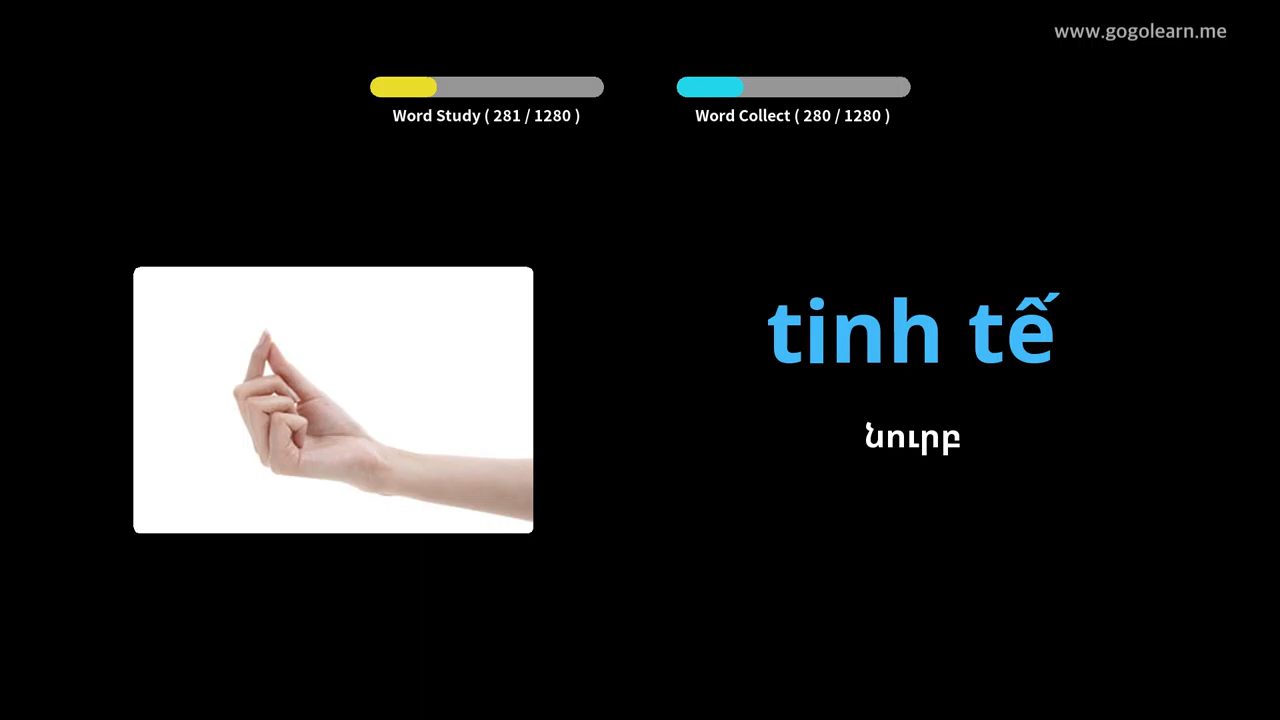 www.gogolearn.me
Word Study ( 281 / 1280 )
Word Collect ( 280 / 1280 )
tinh tế
նուրբ